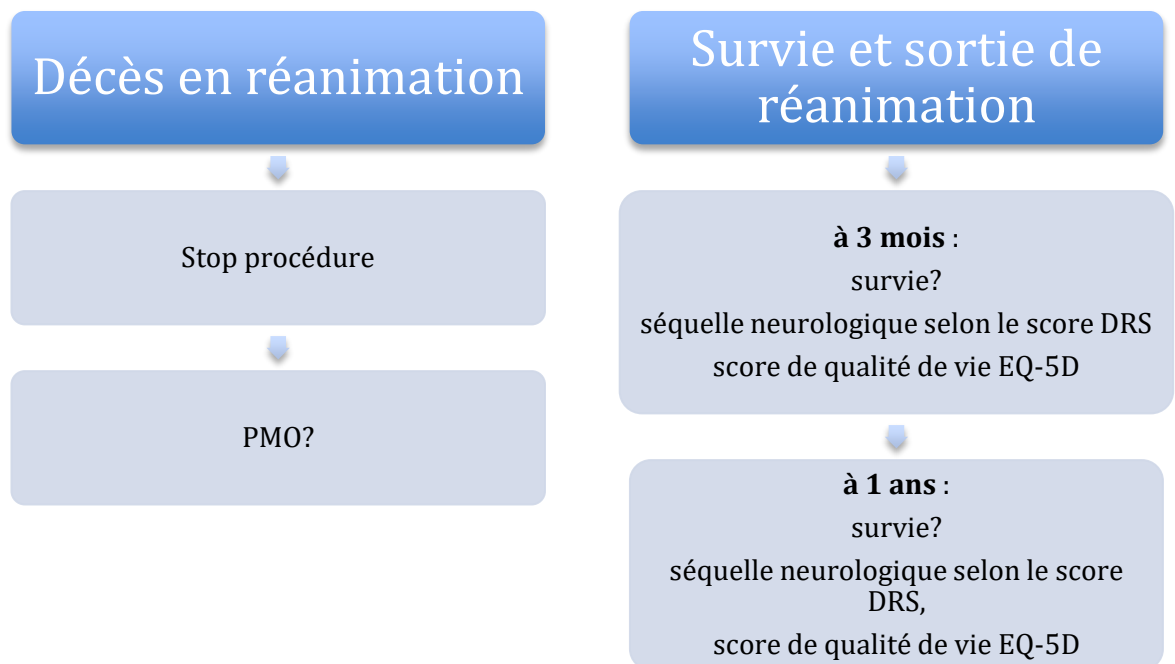 Décès en réanimation
Stop procédure
PMO?
Survie et sortie de
réanimation
à 3 mois :
survie?
séquelle neurologique selon le score DRS
score de qualité de vie EQ-5D
à 1 ans :
survie?
séquelle neurologique selon le score
DRS,
score de qualité de vie EQ-5D